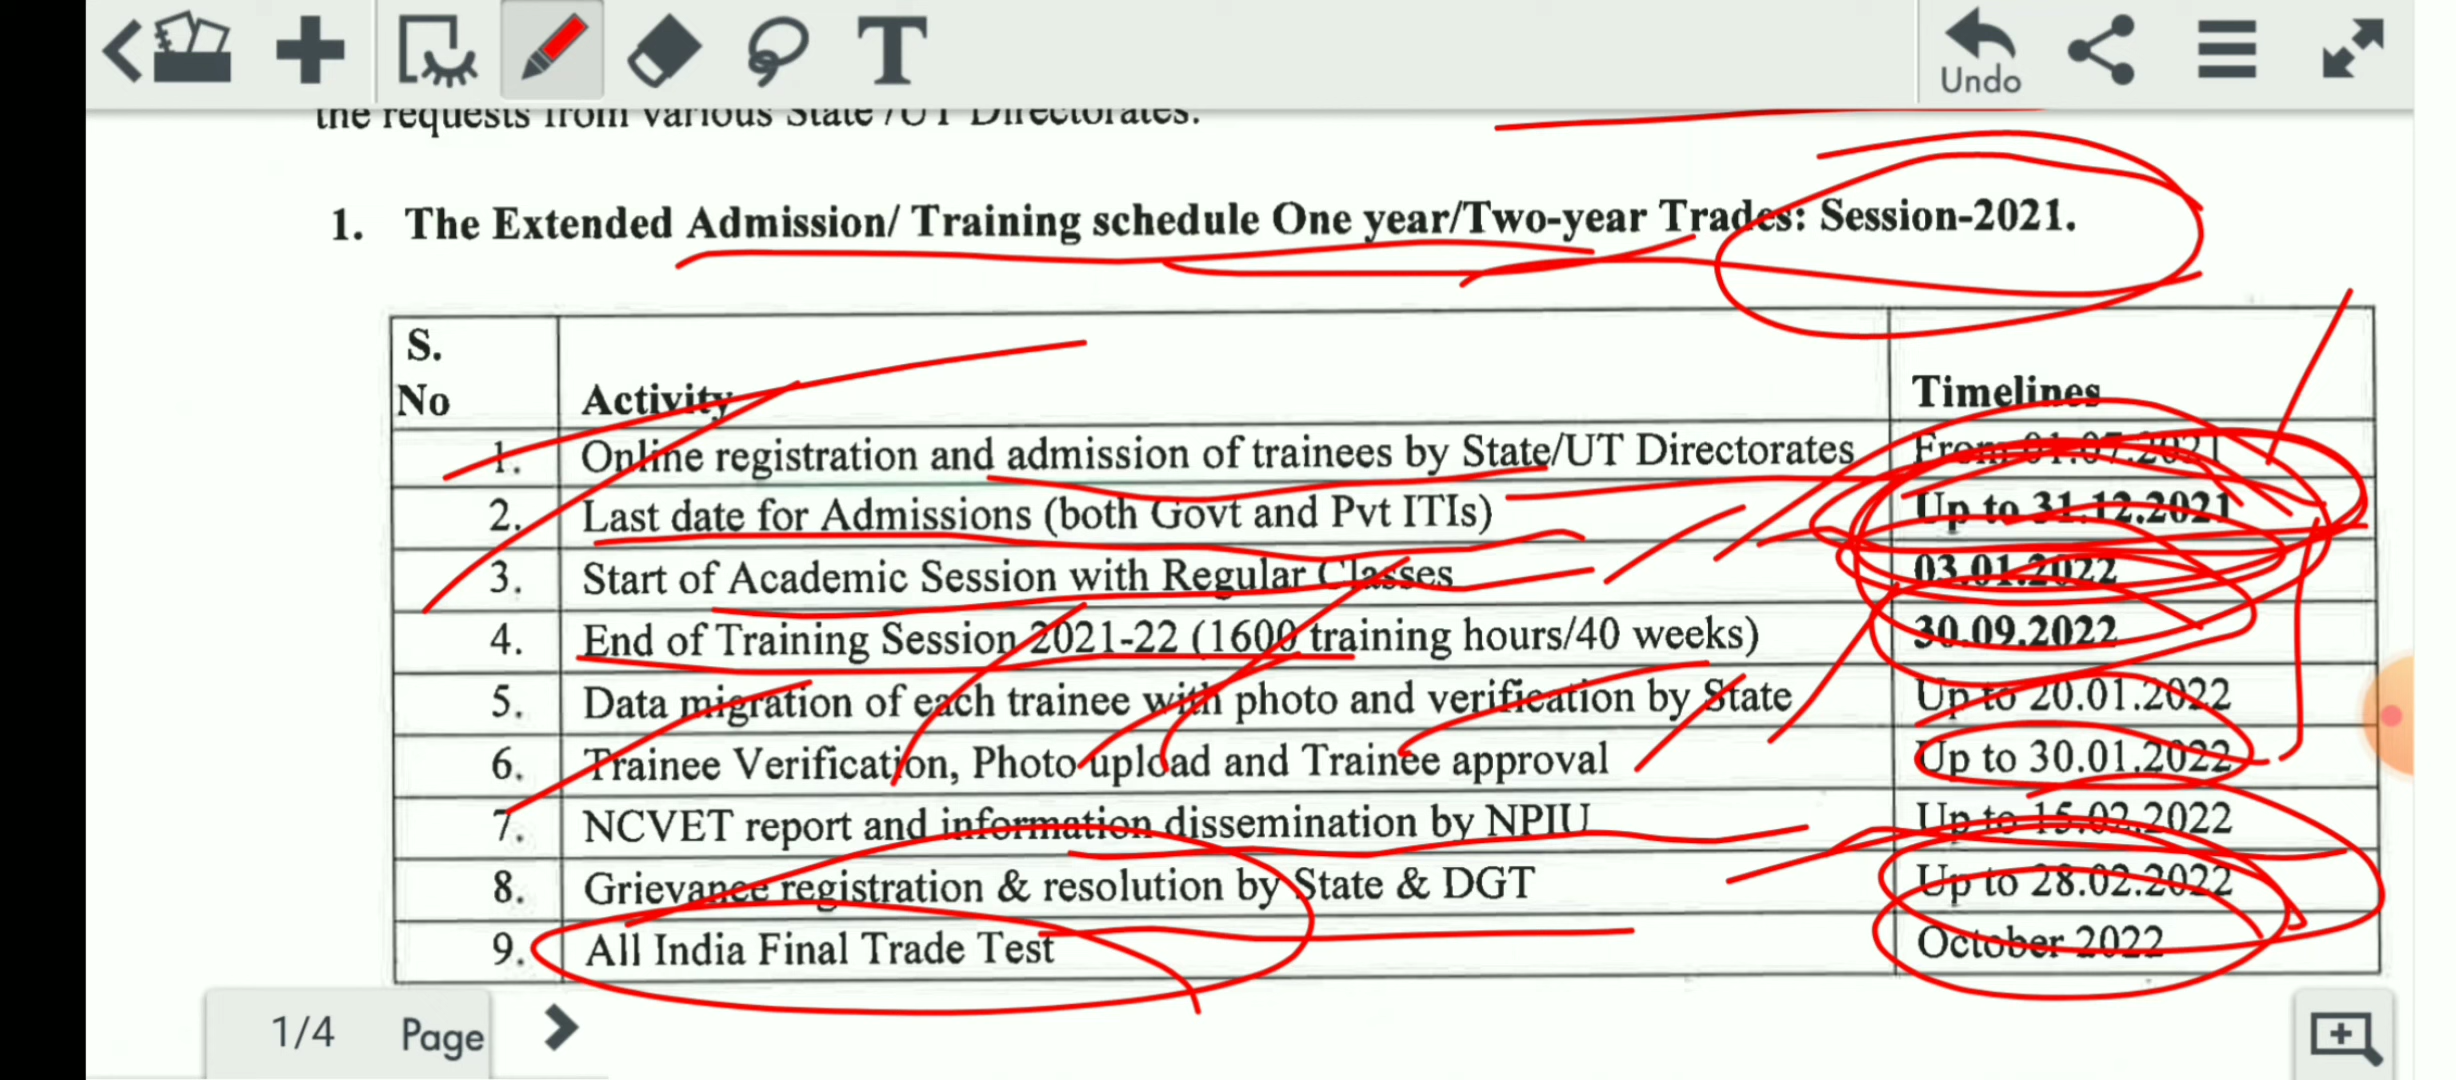 T
Undo
the requests from various State /UT Directorates.
1. The Extended Admission/ Training schedule One year/Two-year Trades: Session-2021.
S.
No Activity Timelines
1. Online registration and admission of trainees by State/UT Directorates From 01.07.2021
2. Last date for Admissions (both Govt and Pvt ITIs) Up to 31.12.2021
3. Start of Academic Session with Regular Classes 03.01.2022
4. End of Training Session 2021-22 (1600 training hours/40 weeks) 30.09.2022
5. Data migration of each trainee with photo and verification by State Up to 20.01.2022
6. Trainee Verification, Photo upload and Trainee approval Up to 30.01.2022
7. NCVET report and information dissemination by NPIU Up to 15.02.2022
8. Grievance registration & resolution by State & DGT Up to 28.02.2022
9. All India Final Trade Test October 2022
1/4 Page